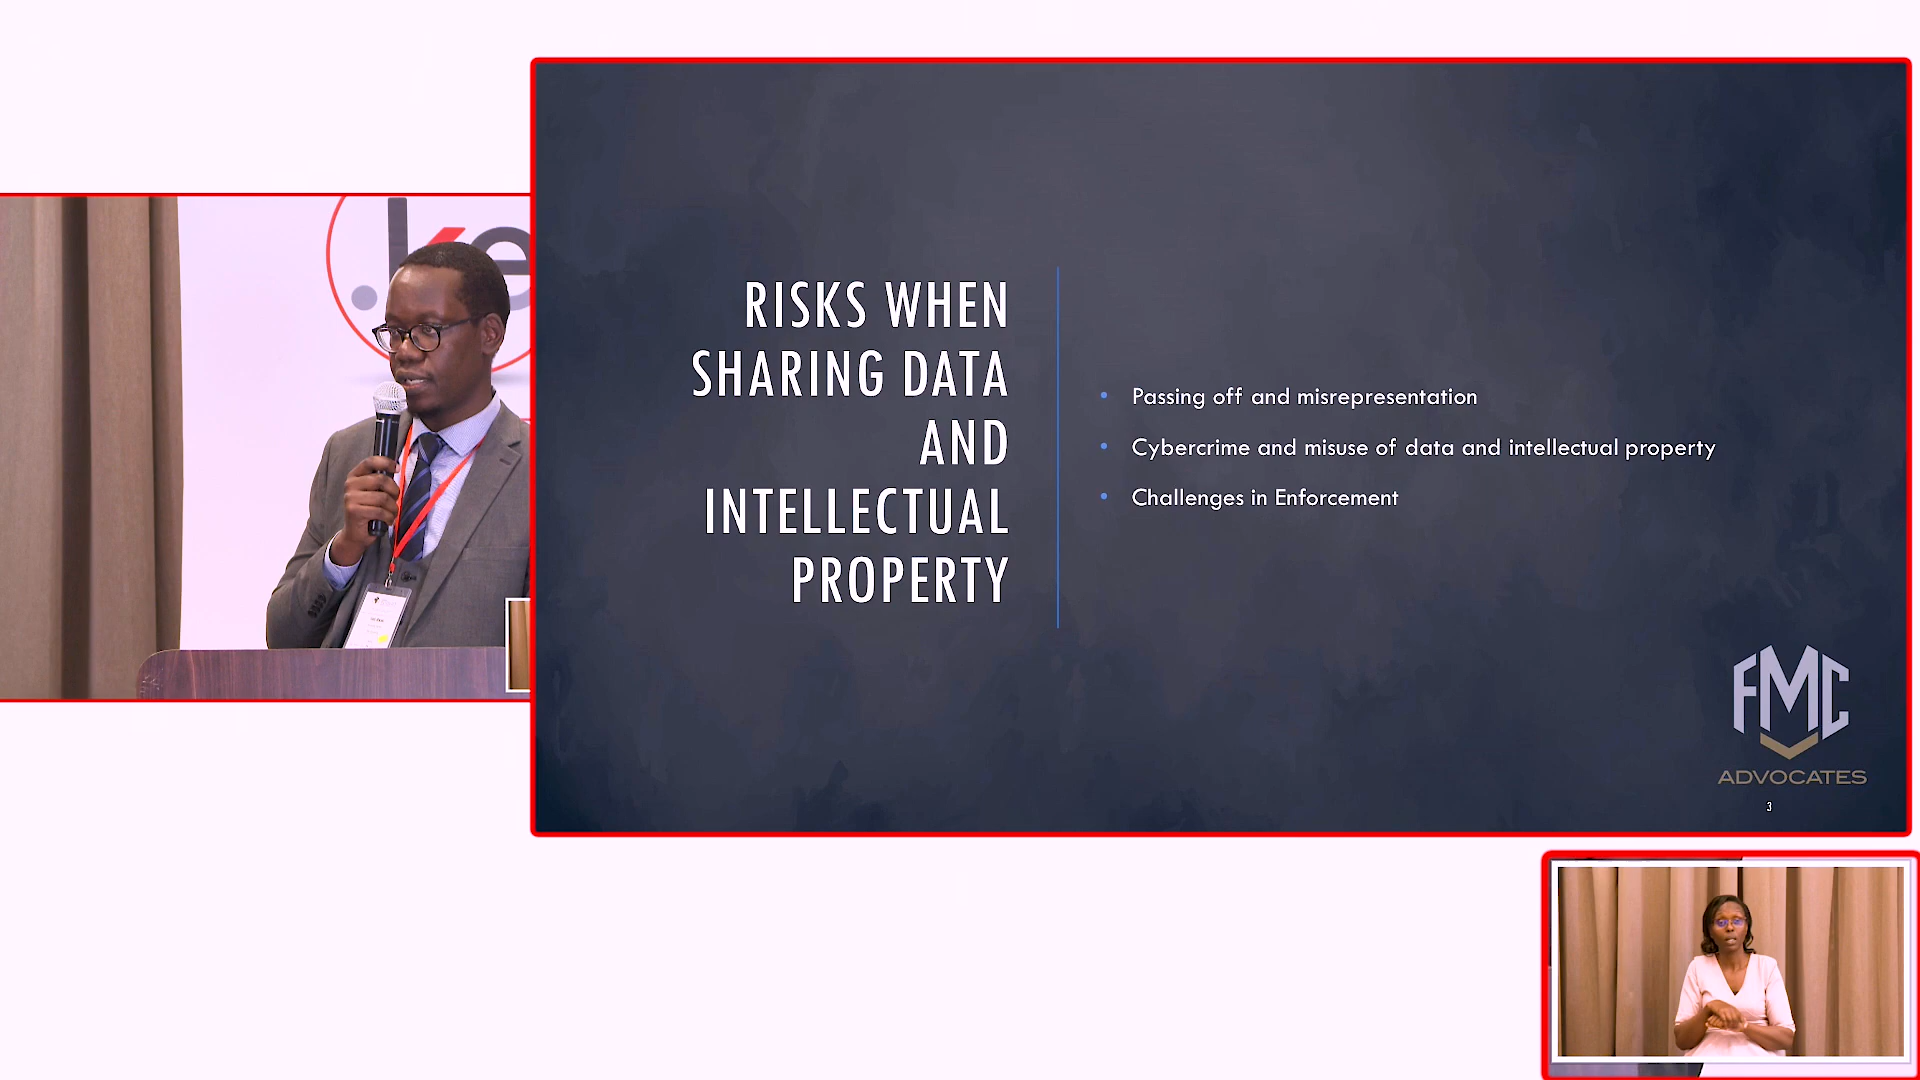 .ke
RISKS WHEN
SHARING DATA
AND
INTELLECTUAL
PROPERTY
• Passing off and misrepresentation
• Cybercrime and misuse of data and intellectual property
• Challenges in Enforcement
FMC
ADVOCATES
3